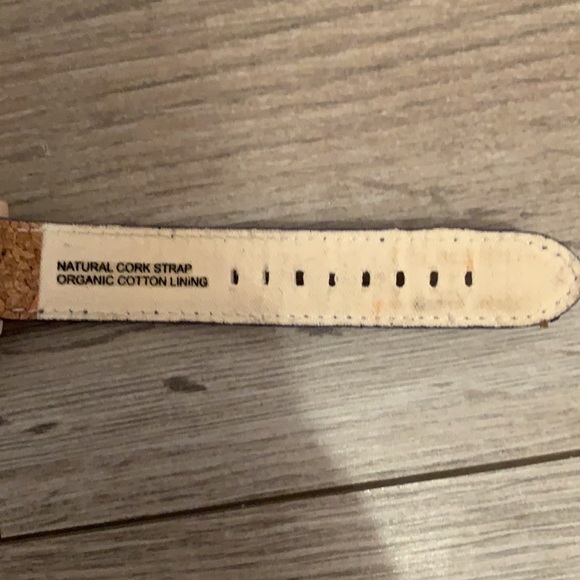 NATURAL CORK STRAP
ORGANIC COTTON LINiNG